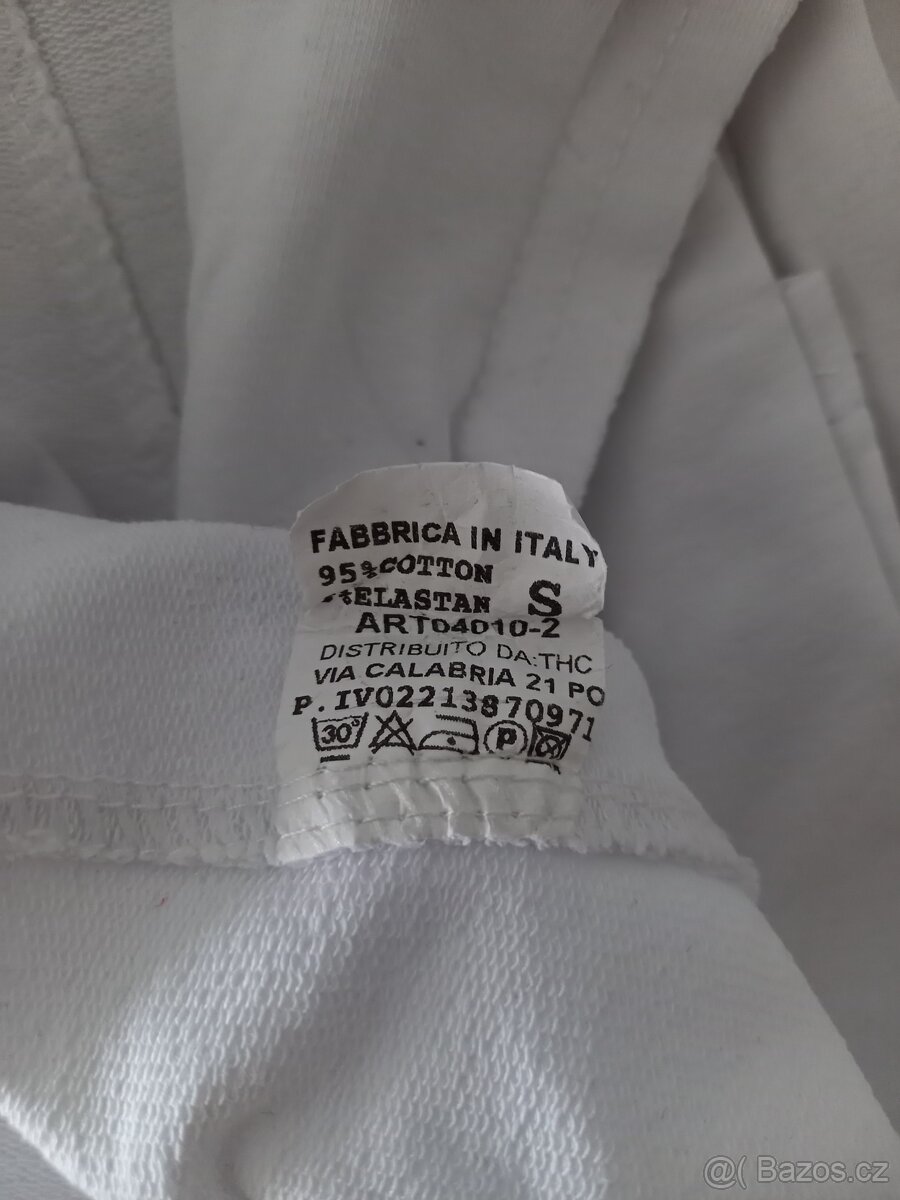 FABBRICA IN ITALY
95%COTTON
%ELASTAN S
ART04010-2
DISTRIBUITO DA:THC
VIA CALABRIA 21 PO
P.IV02213870971
30°
P
@( Bazos.cz